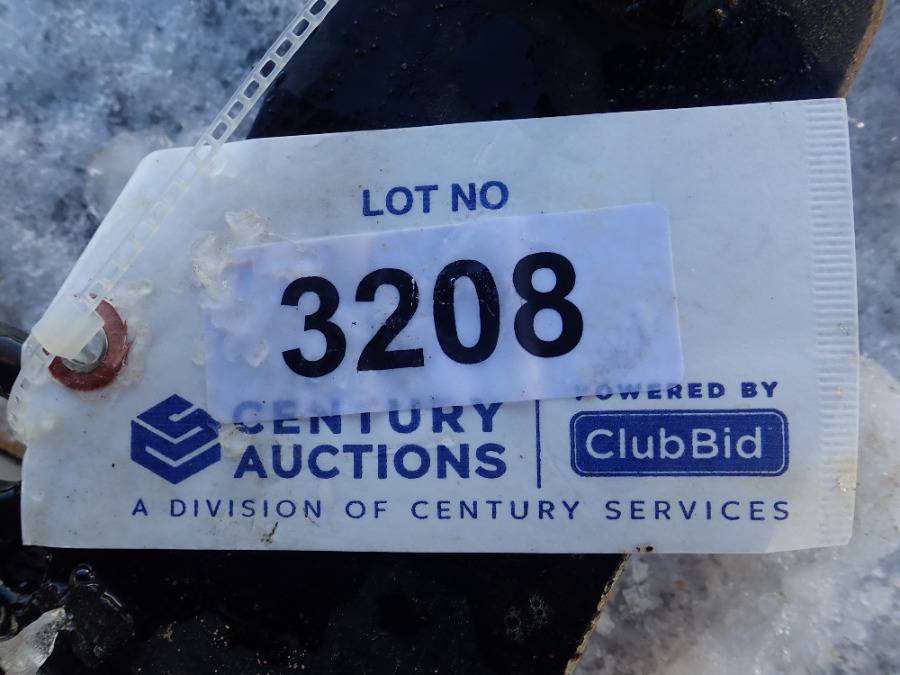 LOT NO
3208
CENTURY
AUCTIONS
POWERED BY
ClubBid
A DIVISION OF CENTURY SERVICES